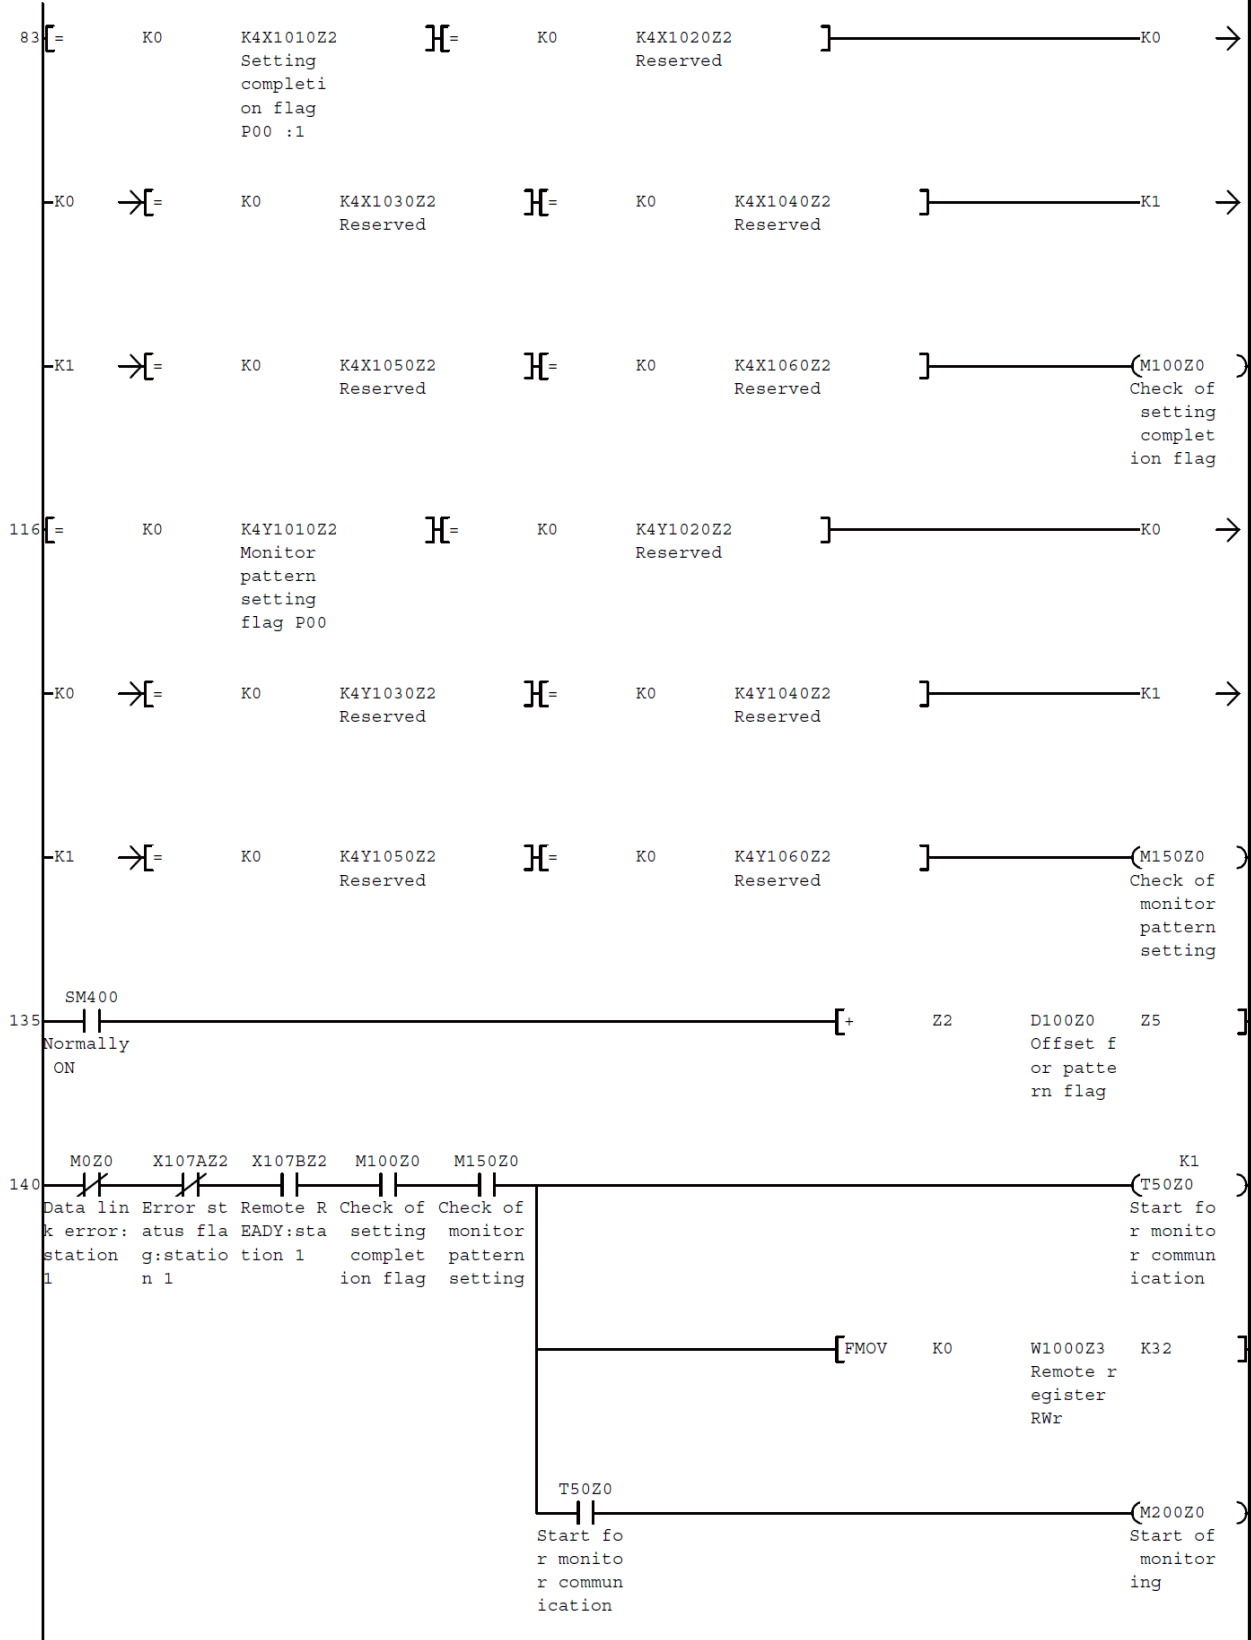 83 = K0 K4X1010Z2 = K0 K4X1020Z2 K0
Setting Reserved
completi
on flag
P00 :1
K0 = K0 K4X1030Z2 = K0 K4X1040Z2 K1
Reserved Reserved
K1 = K0 K4X1050Z2 = K0 K4X1060Z2 M100Z0
Reserved Reserved Check of
setting
complet
ion flag
116 = K0 K4Y1010Z2 = K0 K4Y1020Z2 K0
Monitor Reserved
pattern
setting
flag P00
K0 = K0 K4Y1030Z2 = K0 K4Y1040Z2 K1
Reserved Reserved
K1 = K0 K4Y1050Z2 = K0 K4Y1060Z2 M150Z0
Reserved Reserved Check of
monitor
pattern
setting
SM400
135 + Z2 D100Z0 Z5
Normally Offset f
ON or patte
rn flag
M0Z0 X107AZ2 X107BZ2 M100Z0 M150Z0 K1
140 T50Z0
Data lin Error st Remote R Check of Check of Start fo
k error: atus fla EADY:sta setting monitor r monito
station g:statio tion 1 complet pattern r commun
1 n 1 ion flag setting ication
FMOV K0 W1000Z3 K32
Remote r
egister
RWr
T50Z0
M200Z0
Start fo Start of
r monito monitor
r commun ing
ication